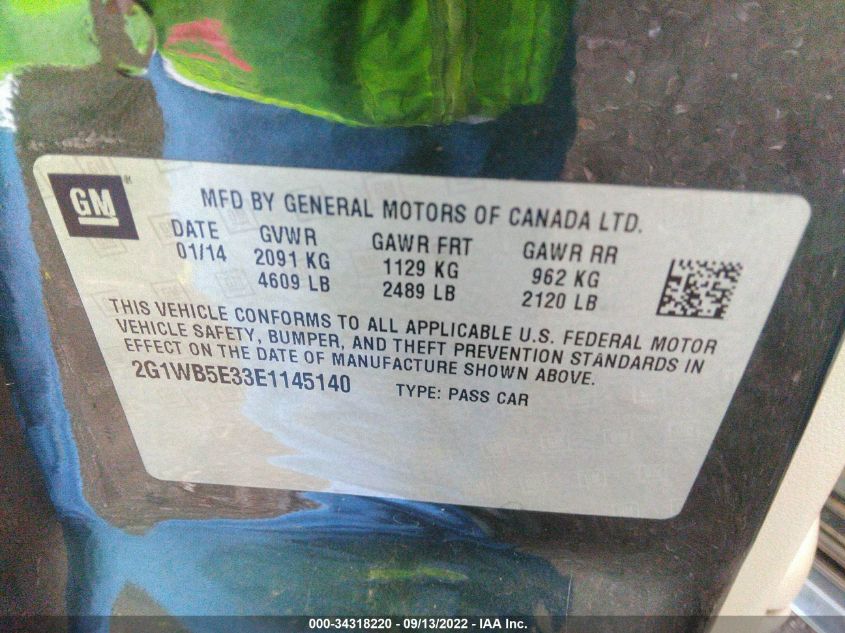 GM
MFD BY GENERAL MOTORS OF CANADA LTD.
DATE GVWR GAWR FRT GAWR RR
01/14 2091 KG 1129 KG 962 KG
4609 LB 2489 LB 2120 LB
THIS VEHICLE CONFORMS TO ALL APPLICABLE U.S. FEDERAL MOTOR
VEHICLE SAFETY, BUMPER, AND THEFT PREVENTION STANDARDS IN
EFFECT ON THE DATE OF MANUFACTURE SHOWN ABOVE.
2G1WB5E33E1145140 TYPE: PASS CAR
000-34318220 - 09/13/2022 - IAA Inc.